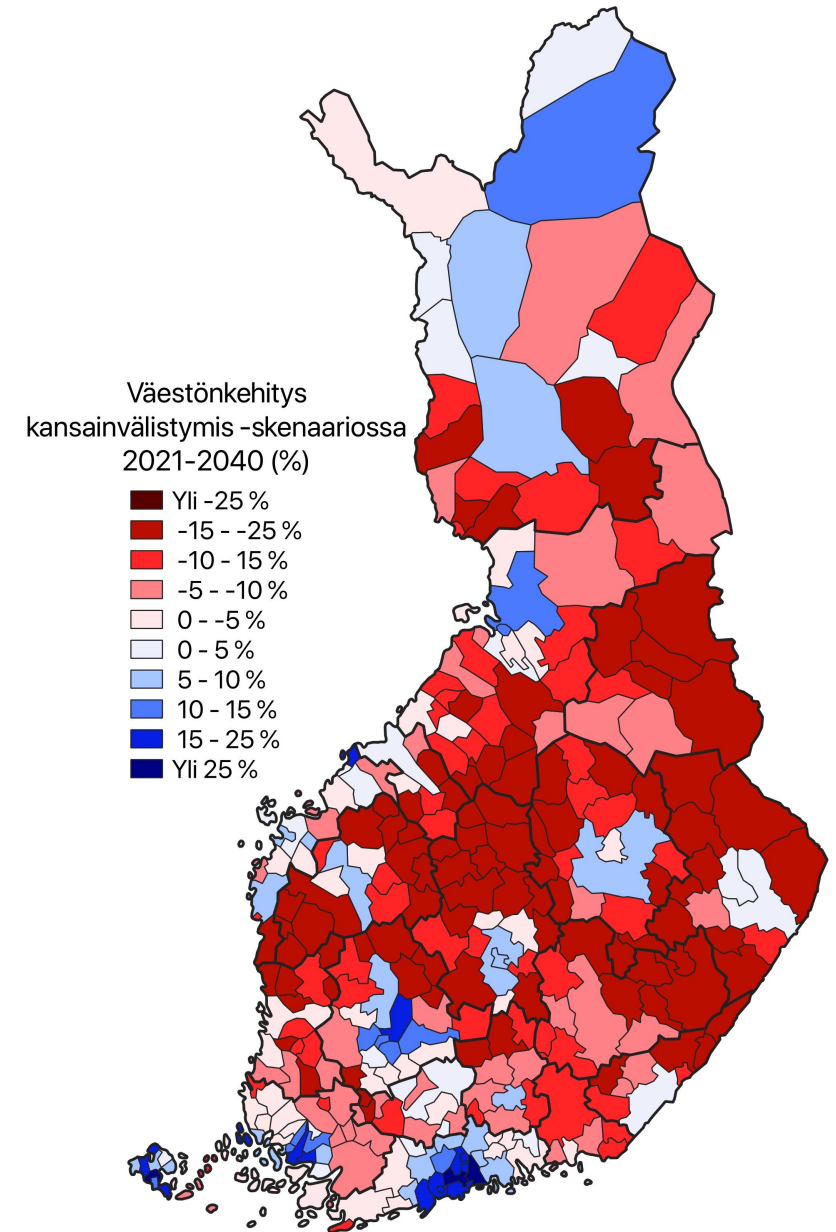 Väestönkehitys
kansainvälistymis -skenaariossa
2021-2040 (%)
Yli -25 %
-15 - -25 %
-10 - 15 %
-5 - -10 %
0 - -5 %
0 - 5 %
5 - 10 %
10 - 15 %
15 - 25 %
Yli 25 %